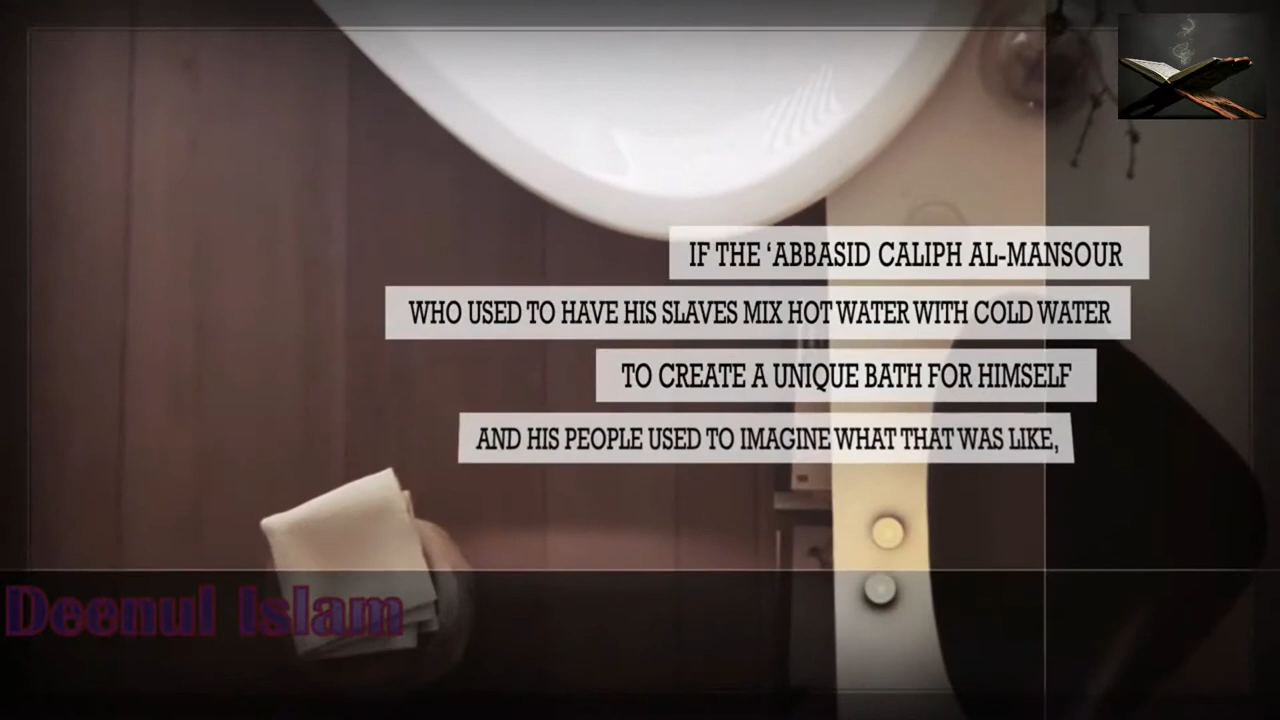 IF THE ‘ABBASID CALIPH AL-MANSOUR
WHO USED TO HAVE HIS SLAVES MIX HOT WATER WITH COLD WATER
TO CREATE A UNIQUE BATH FOR HIMSELF
AND HIS PEOPLE USED TO IMAGINE WHAT THAT WAS LIKE,
Deenul Islam